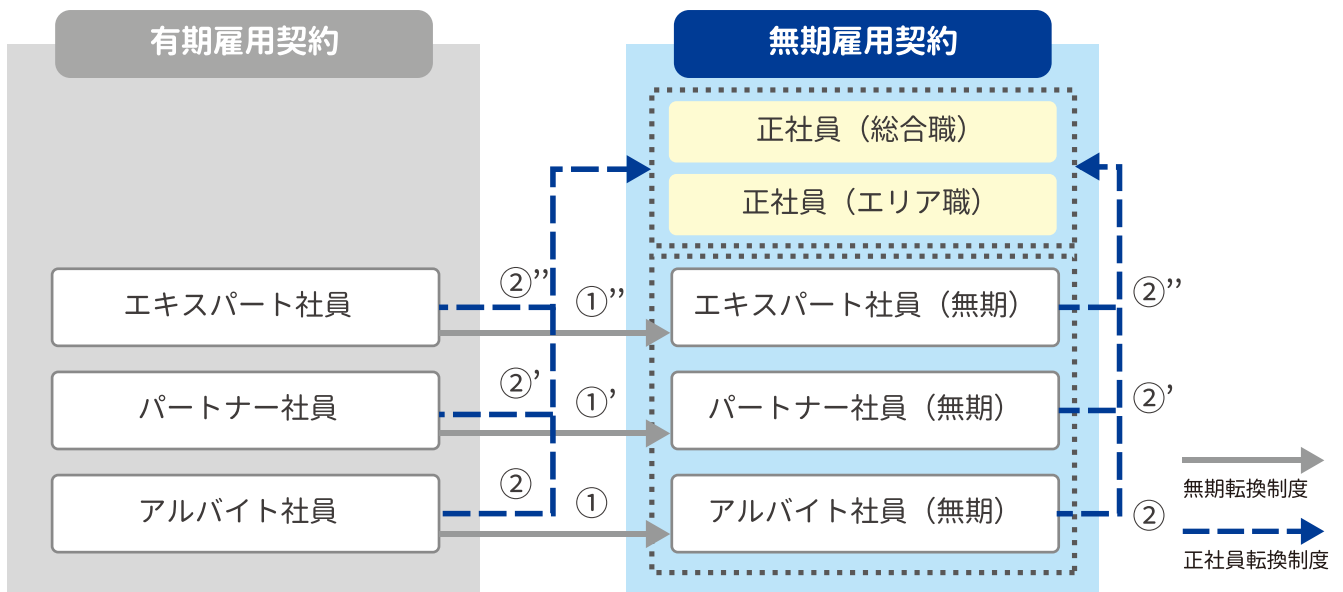 有期雇用契約
無期雇用契約
正社員（総合職）
正社員（エリア職）
エキスパート社員
②’’
①’’
エキスパート社員（無期）
②’’
パートナー社員
②’
①’
パートナー社員（無期）
②’
アルバイト社員
②
①
アルバイト社員（無期）
②
無期転換制度
正社員転換制度